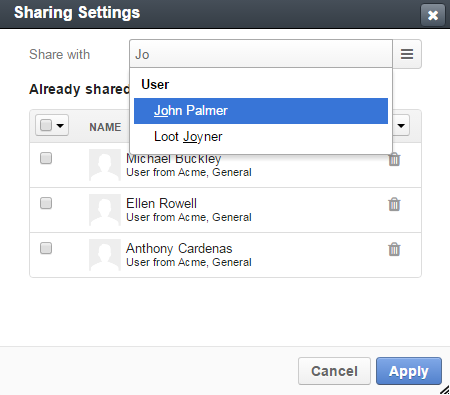 Sharing Settings
Share with
Jo
User
John Palmer
Loot Joyner
Already shared
NAME
Michael Buckley
User from Acme, General
Ellen Rowell
User from Acme, General
Anthony Cardenas
User from Acme, General
Cancel
Apply